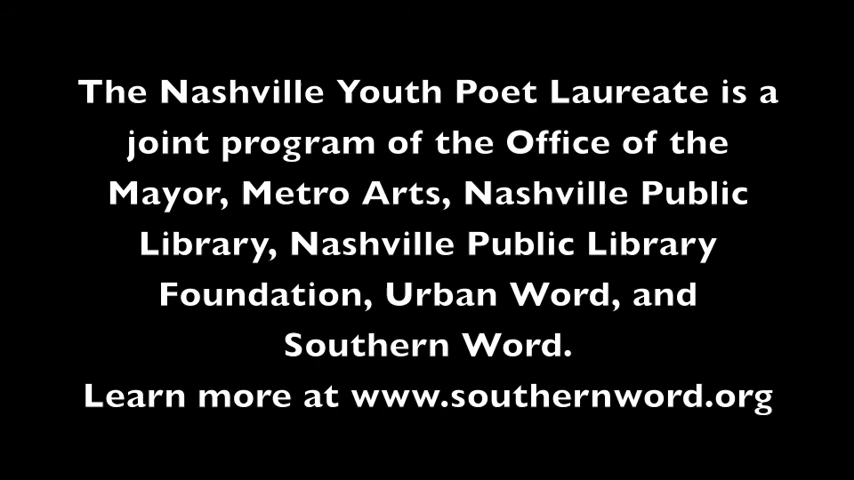 The Nashville Youth Poet Laureate is a
joint program of the Office of the
Mayor, Metro Arts, Nashville Public
Library, Nashville Public Library
Foundation, Urban Word, and
Southern Word.
Learn more at www.southernword.org